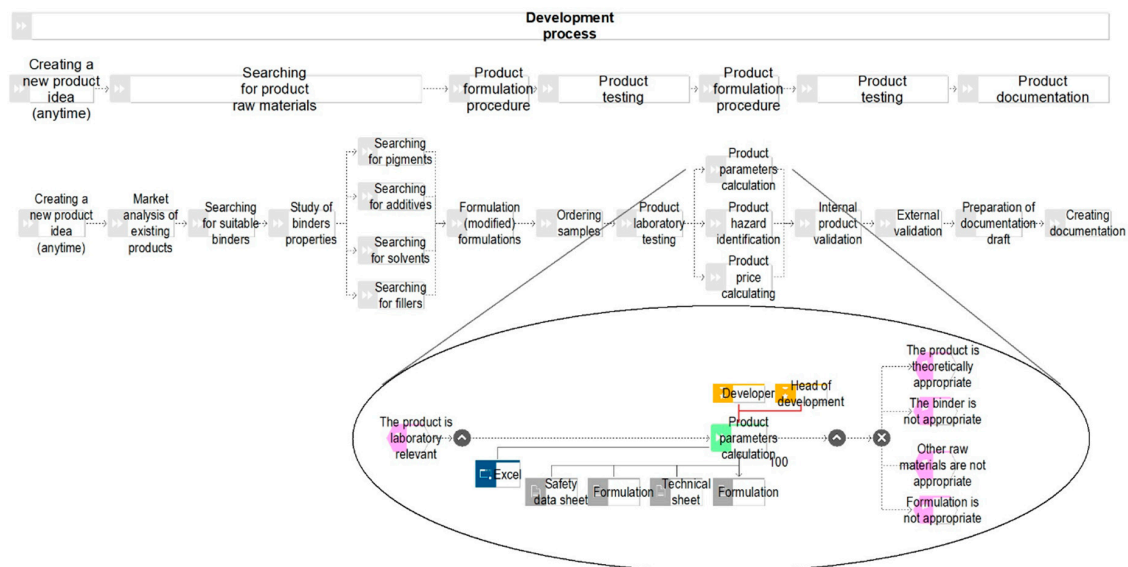 Development
process
Creating a
new product
idea
(anytime)
Searching
for product
raw materials
Product
formulation
procedure
Product
testing
Product
formulation
procedure
Product
testing
Product
documentation
Creating a
new product
idea
(anytime)
Market
analysis of
existing
products
Searching
for suitable
binders
Study of
binders
properties
Searching
for pigments
Searching
for additives
Searching
for solvents
Searching
for fillers
Formulation
(modified)
formulations
Ordering
samples
Product
laboratory
testing
Product
parameters
calculation
Product
hazard
identification
Product
price
calculating
Internal
product
validation
External
validation
Preparation of
documentation
draft
Creating
documentation
The product is
laboratory
relevant
Developer
Head of
development
Product
parameters
calculation
100
Excel
Safety
data sheet
Formulation
Technical
sheet
Formulation
The product is
theoretically
appropriate
The binder is
not appropriate
Other raw
materials are not
appropriate
Formulation is
not appropriate